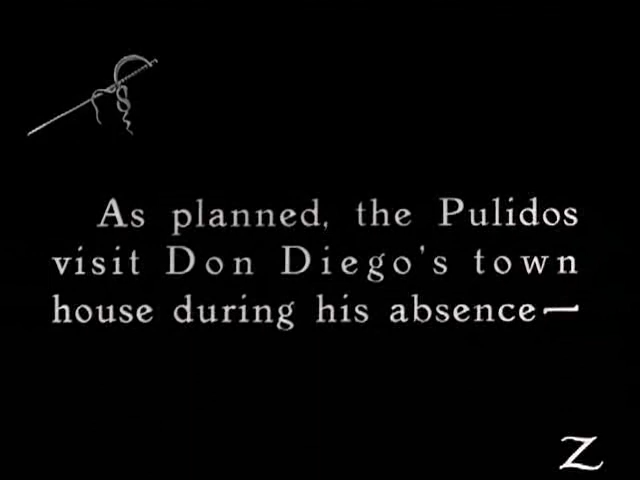 As planned, the Pulidos
visit Don Diego's town
house during his absence—
Z